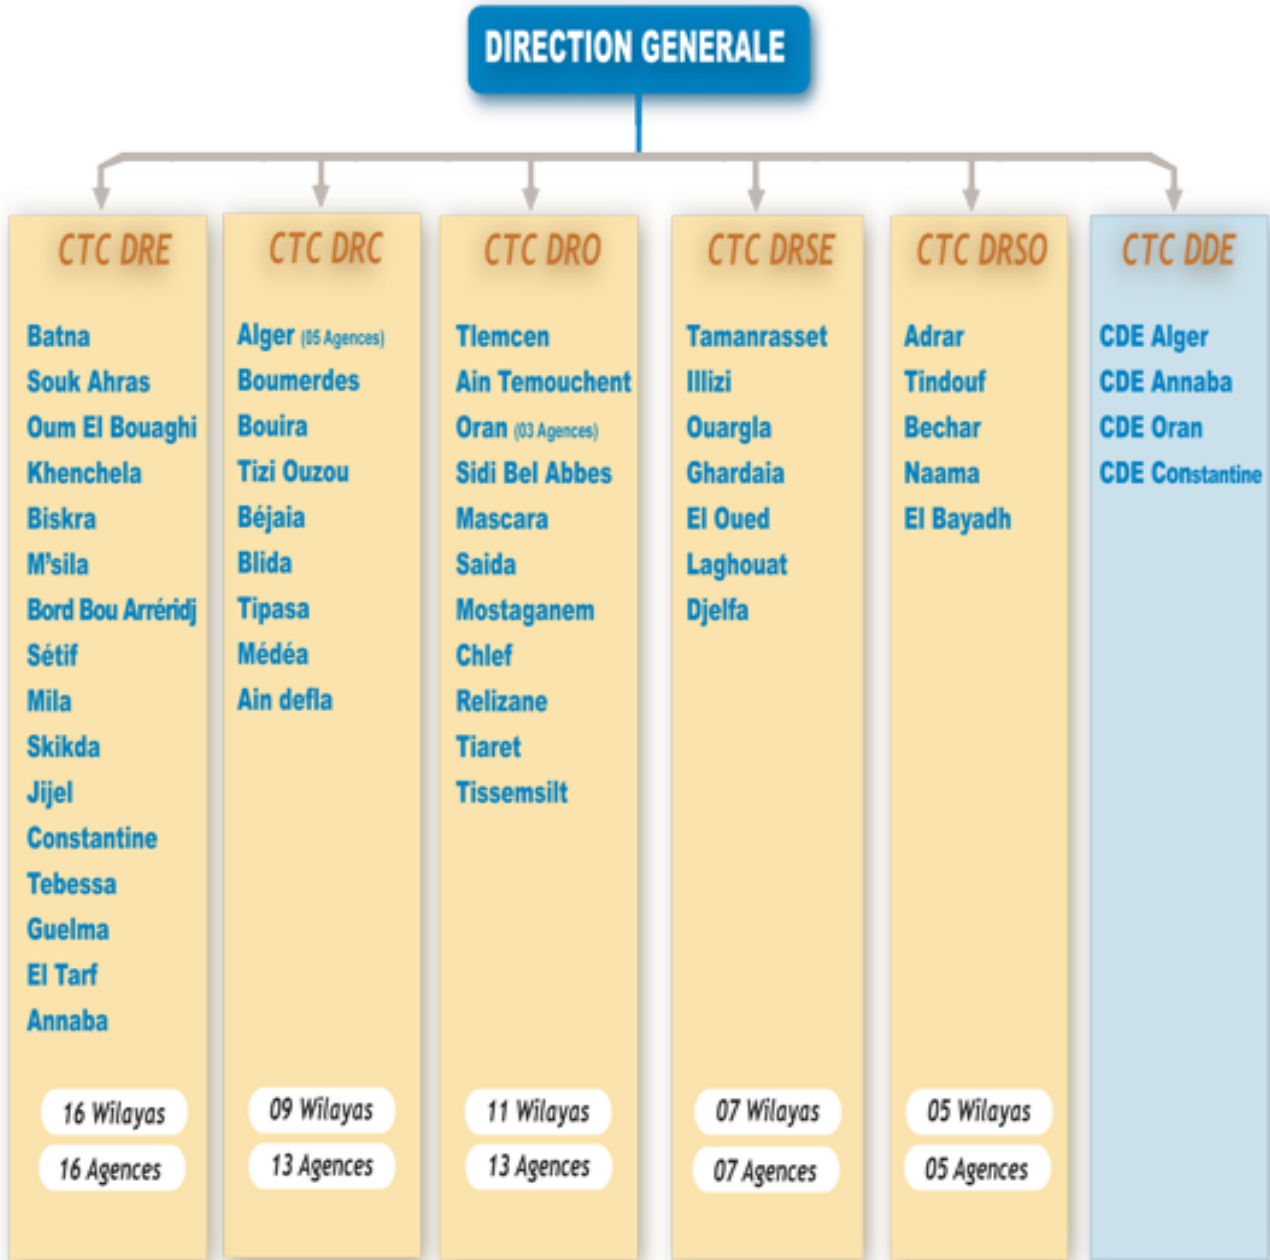 DIRECTION GENERALE
CTC DRE
Batna
Souk Ahras
Oum El Bouaghi
Khenchela
Biskra
M'sila
Bord Bou Arréridj
Sétif
Mila
Skikda
Jijel
Constantine
Tebessa
Guelma
El Tarf
Annaba
16 Wilayas
16 Agences
CTC DRC
Alger (05 Agences)
Boumerdes
Bouira
Tizi Ouzou
Béjaia
Blida
Tipasa
Médéa
Ain defla
09 Wilayas
13 Agences
CTC DRO
Tlemcen
Ain Temouchent
Oran (03 Agences)
Sidi Bel Abbes
Mascara
Saida
Mostaganem
Chlef
Relizane
Tiaret
Tissemsilt
11 Wilayas
13 Agences
CTC DRSE
Tamanrasset
Illizi
Ouargla
Ghardaia
El Oued
Laghouat
Djelfa
07 Wilayas
07 Agences
CTC DRSO
Adrar
Tindouf
Bechar
Naama
El Bayadh
05 Wilayas
05 Agences
CTC DDE
CDE Alger
CDE Annaba
CDE Oran
CDE Constantine